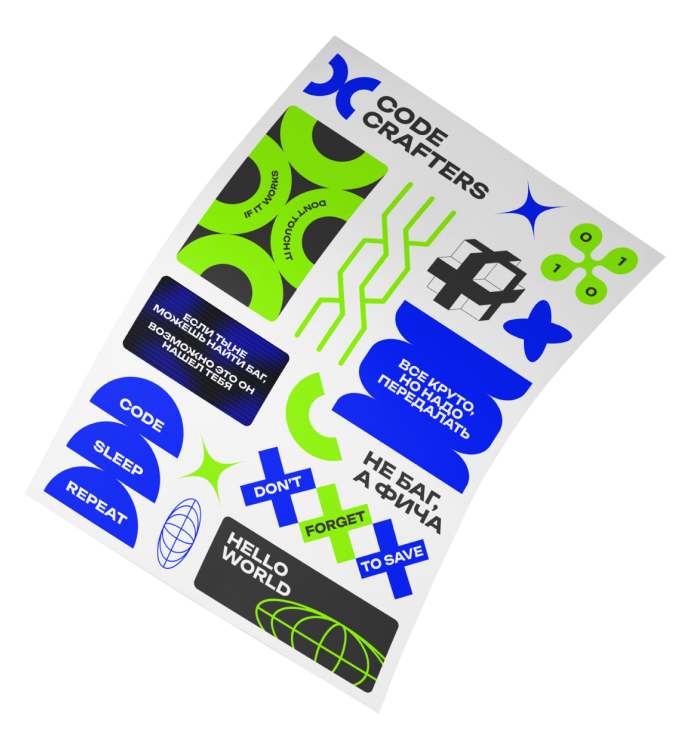 CODE
CRAFTERS
IF IT WORKS
DON'T TOUCH IT
0
1
1
0
ЕСЛИ ТЫ НЕ
МОЖЕШЬ НАЙТИ БАГ,
ВОЗМОЖНО ЭТО ОН
НАШЕЛ ТЕБЯ
ВСЕ КРУТО,
НО НАДО
ПЕРЕДАЛАТЬ
CODE
SLEEP
REPEAT
НЕ БАГ,
А ФИЧА
DON'T
FORGET
TO SAVE
HELLO
WORLD